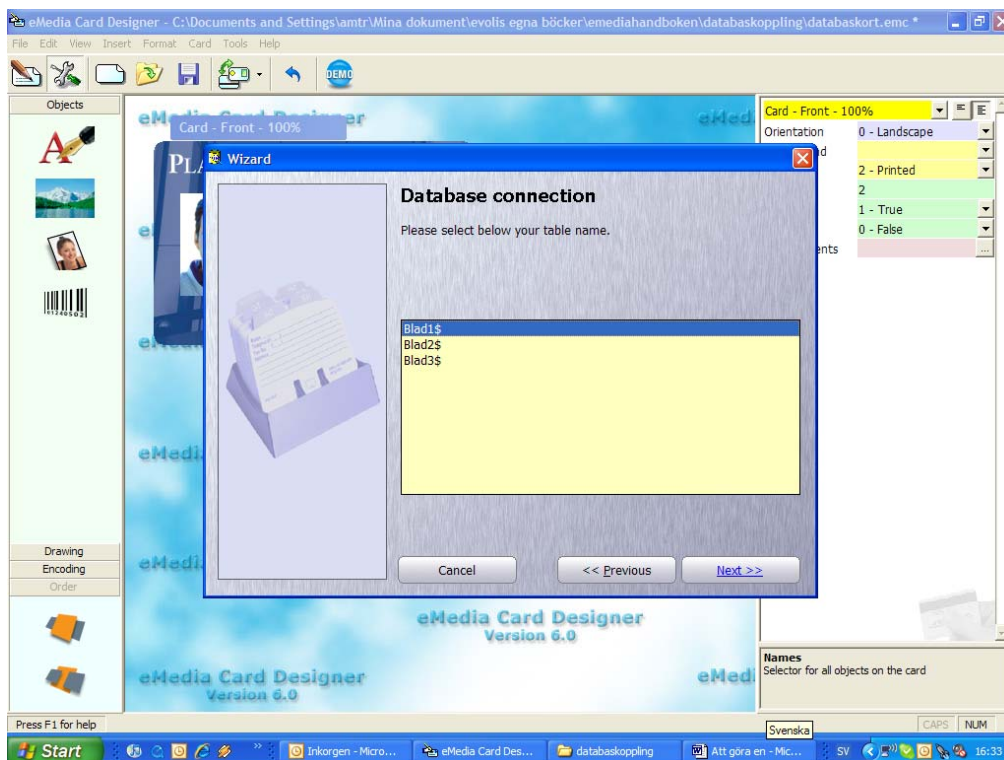 eMedia Card Designer - C:\Documents and Settings\amtr\Mina dokument\evolis egna böcker\emediahandboken\databaskoppling\databaskort.emc *
File Edit View Insert Format Card Tools Help
DEMO
Objects
Card - Front - 100%
Card - Front - 100%
Orientation 0 - Landscape
2 - Printed
2
1 - True
0 - False
ents
...
Wizard
Database connection
Please select below your table name.
Blad1$
Blad2$
Blad3$
Cancel
<< Previous
Next >>
Drawing
Encoding
Order
eMedia Card Designer
Version 6.0
eMedia Card Designer
Version 6.0
eMedi
Names
Selector for all objects on the card
Press F1 for help
Svenska
CAPS NUM
Start
Inkorgen - Micro...
eMedia Card Des...
databaskoppling
Att göra en - Mic...
SV
16:33